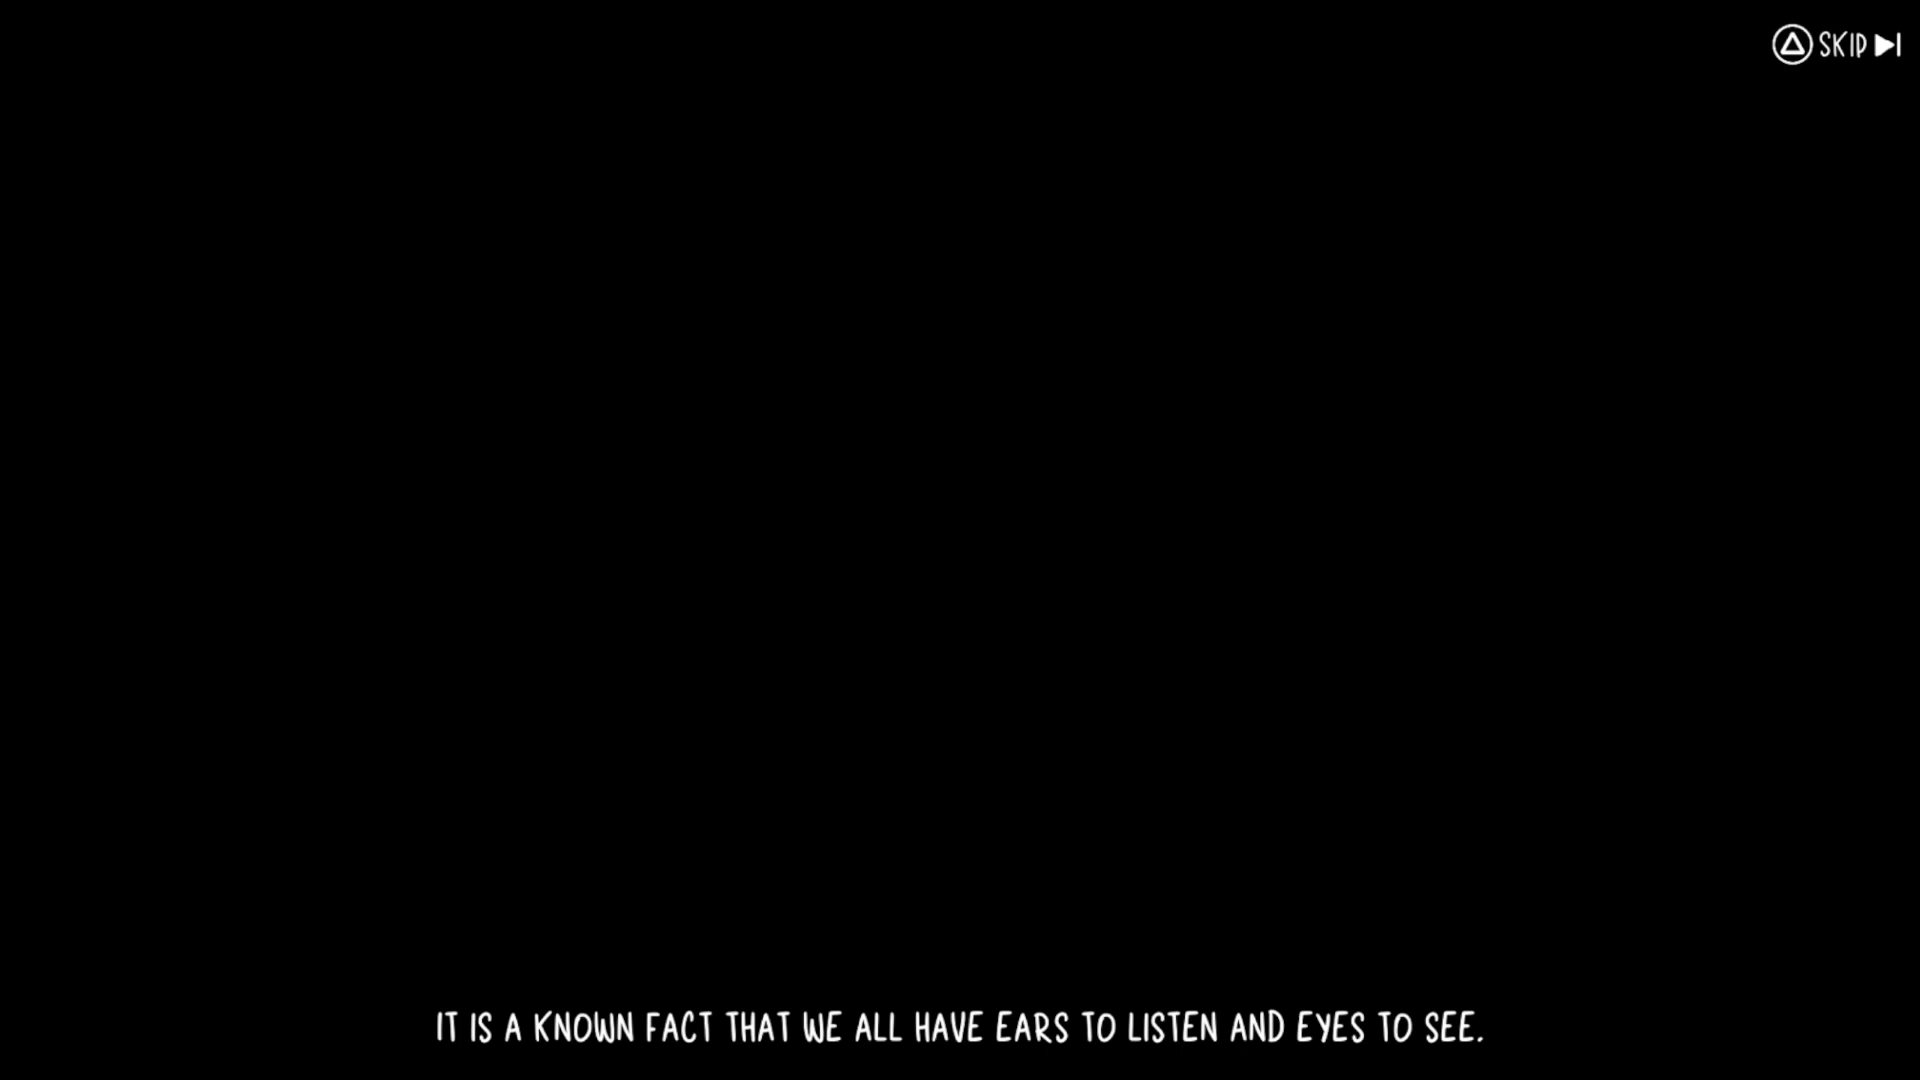 SKIP
IT IS A KNOWN FACT THAT WE ALL HAVE EARS TO LISTEN AND EYES TO SEE.